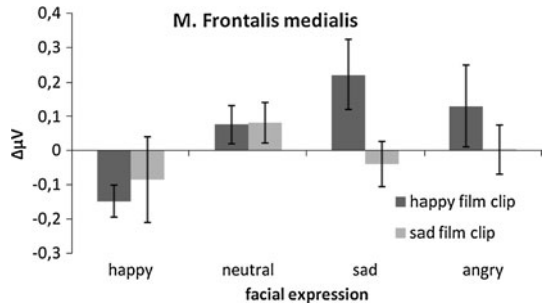 M. Frontalis medialis
0,4
0,3
0,2
0,1
0
-0,1
-0,2
-0,3
ΔµV
happy film clip
sad film clip
happy neutral sad angry
facial expression